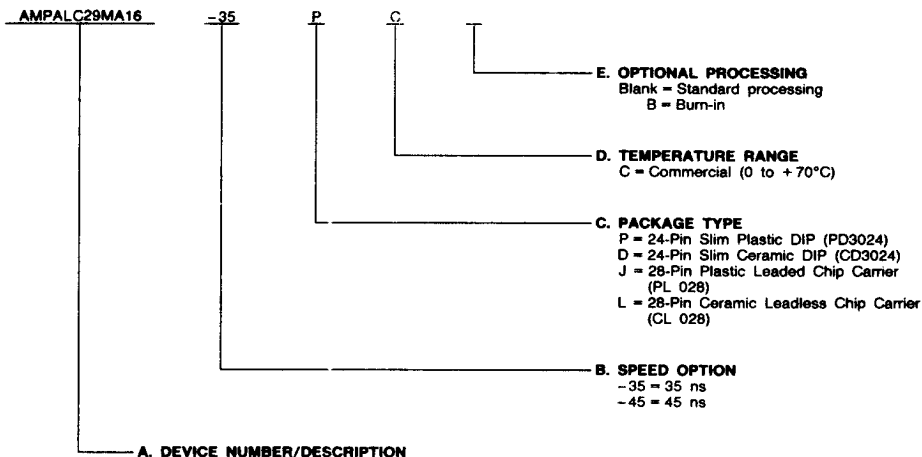 AMPALC29MA16 -35 P C _
E. OPTIONAL PROCESSING
Blank = Standard processing
B = Burn-in
D. TEMPERATURE RANGE
C = Commercial (0 to +70°C)
C. PACKAGE TYPE
P = 24-Pin Slim Plastic DIP (PD3024)
D = 24-Pin Slim Ceramic DIP (CD3024)
J = 28-Pin Plastic Leaded Chip Carrier
(PL 028)
L = 28-Pin Ceramic Leadless Chip Carrier
(CL 028)
B. SPEED OPTION
-35 = 35 ns
-45 = 45 ns
A. DEVICE NUMBER/DESCRIPTION